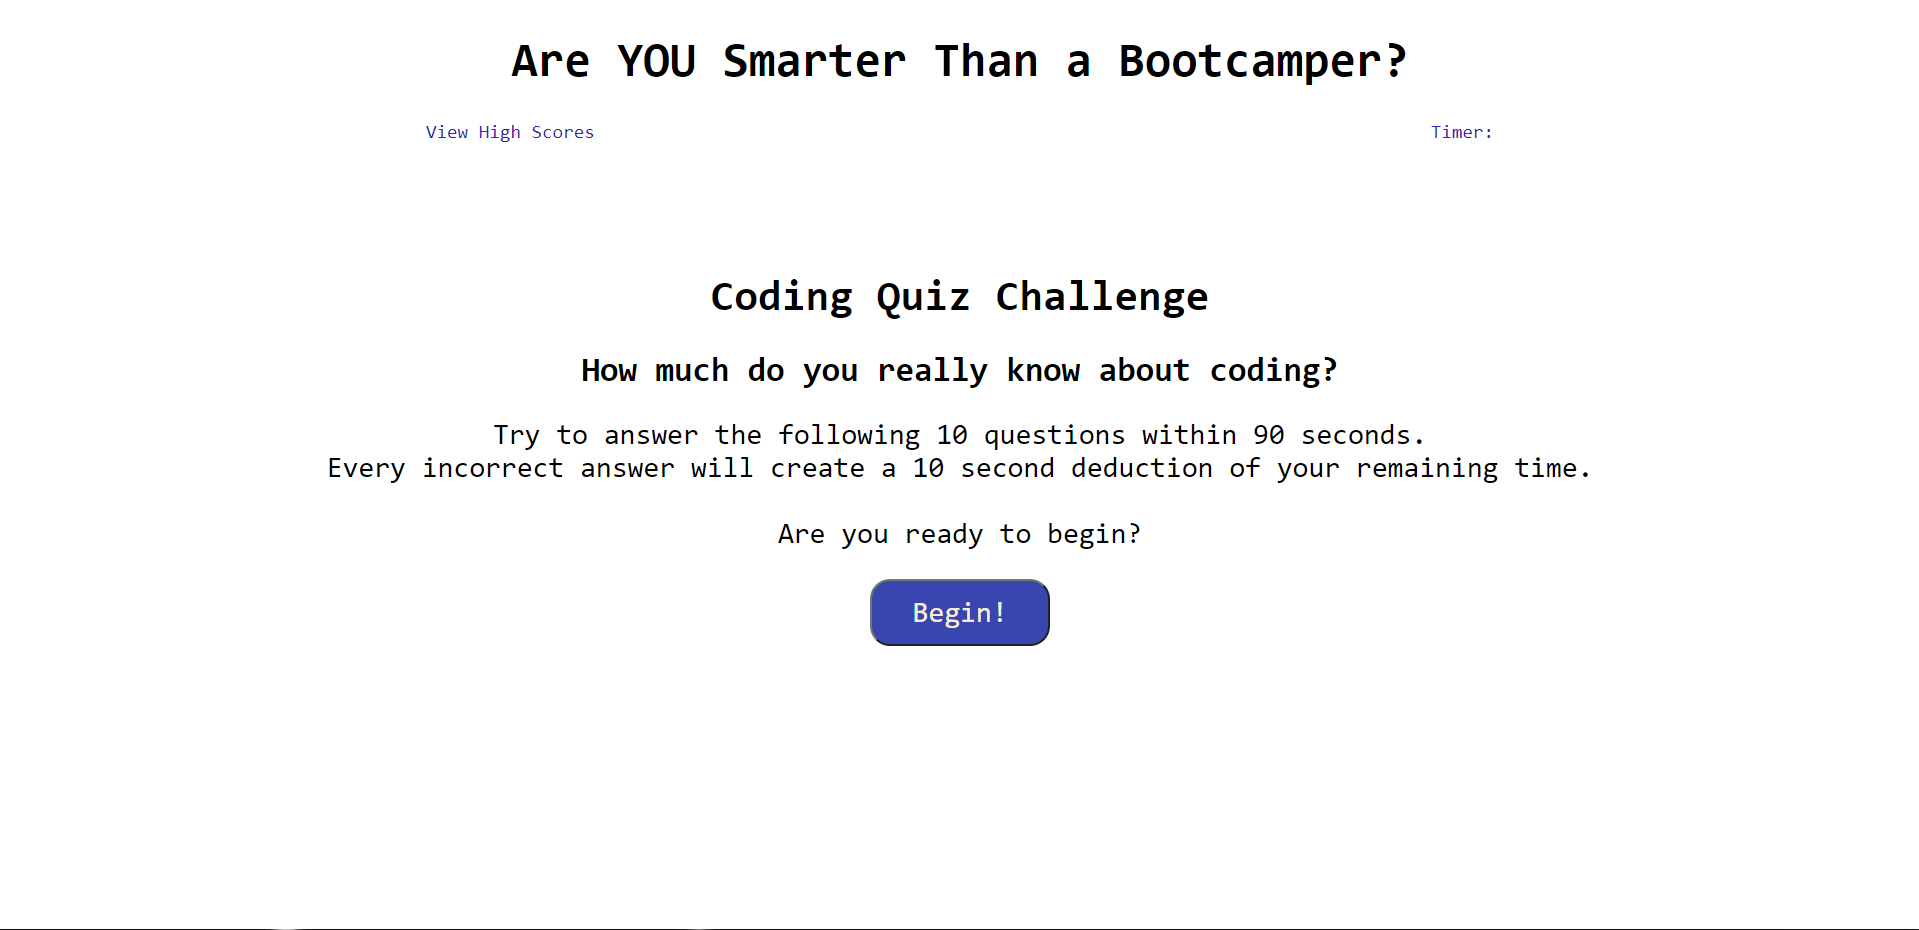 Are YOU Smarter Than a Bootcamper?
View High Scores
Timer:
Coding Quiz Challenge
How much do you really know about coding?
Try to answer the following 10 questions within 90 seconds.
Every incorrect answer will create a 10 second deduction of your remaining time.
Are you ready to begin?
Begin!